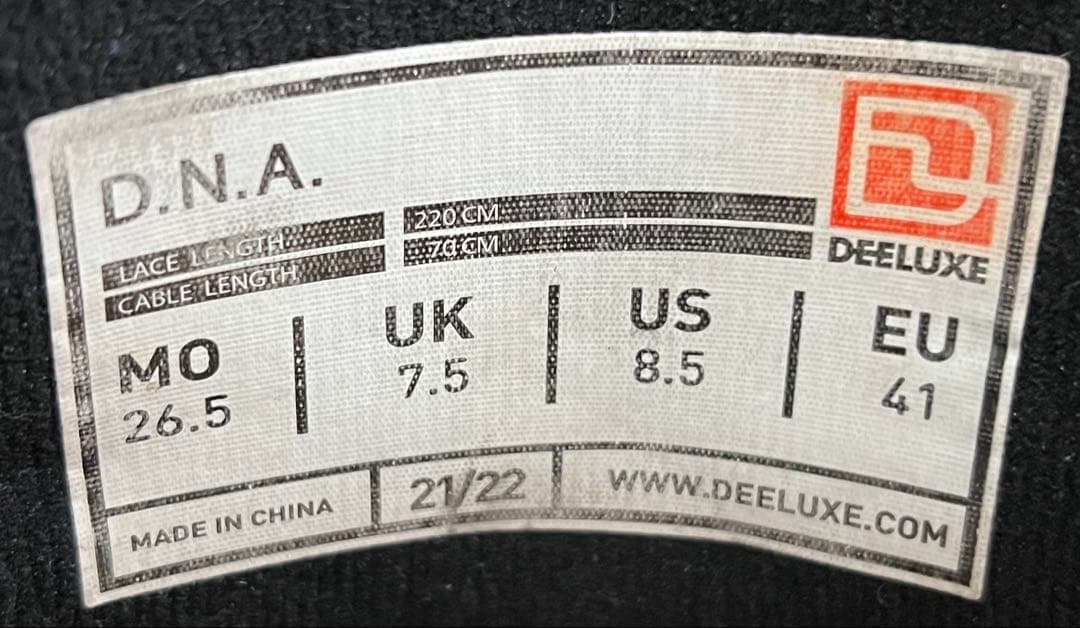 D.N.A.
LACE LENGTH 220 CM
CABLE LENGTH 70 CM
DEELUXE
MO UK US EU
26.5 7.5 8.5 41
MADE IN CHINA 21/22 WWW.DEELUXE.COM